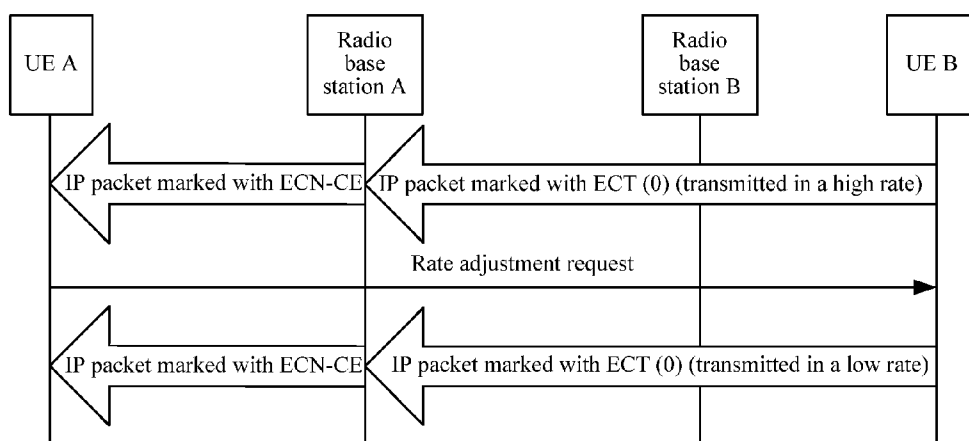 UE A
Radio
base
station A
Radio
base
station B
UE B
IP packet marked with ECN-CE
IP packet marked with ECT (0) (transmitted in a high rate)
Rate adjustment request
IP packet marked with ECN-CE
IP packet marked with ECT (0) (transmitted in a low rate)